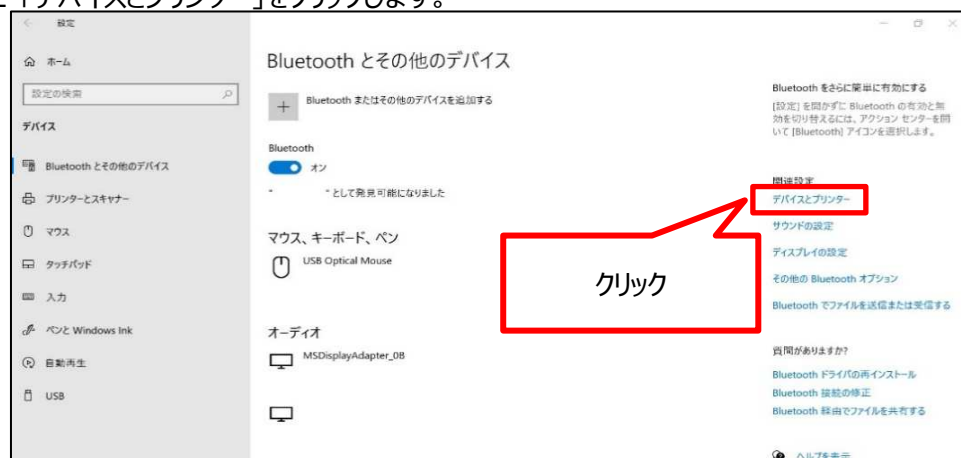 「デバイスとプリンター」をクリックします。
設定
ホーム
設定の検索
デバイス
Bluetooth とその他のデバイス
プリンターとスキャナー
マウス
タッチパッド
入力
ペンと Windows Ink
自動再生
USB
Bluetooth とその他のデバイス
Bluetooth またはその他のデバイスを追加する
Bluetooth
オン
"　　　" として発見可能になりました
マウス、キーボード、ペン
USB Optical Mouse
オーディオ
MSDisplayAdapter_0B
クリック
Bluetooth をさらに簡単に有効にする
[設定] を開かずに Bluetooth の有効と無
効を切り替えるには、アクション センターを開
いて [Bluetooth] アイコンを選択します。
関連設定
デバイスとプリンター
サウンドの設定
ディスプレイの設定
その他の Bluetooth オプション
Bluetooth でファイルを送信または受信する
質問がありますか?
Bluetooth ドライバの再インストール
Bluetooth 接続の修正
Bluetooth 経由でファイルを共有する
ヘルプを表示